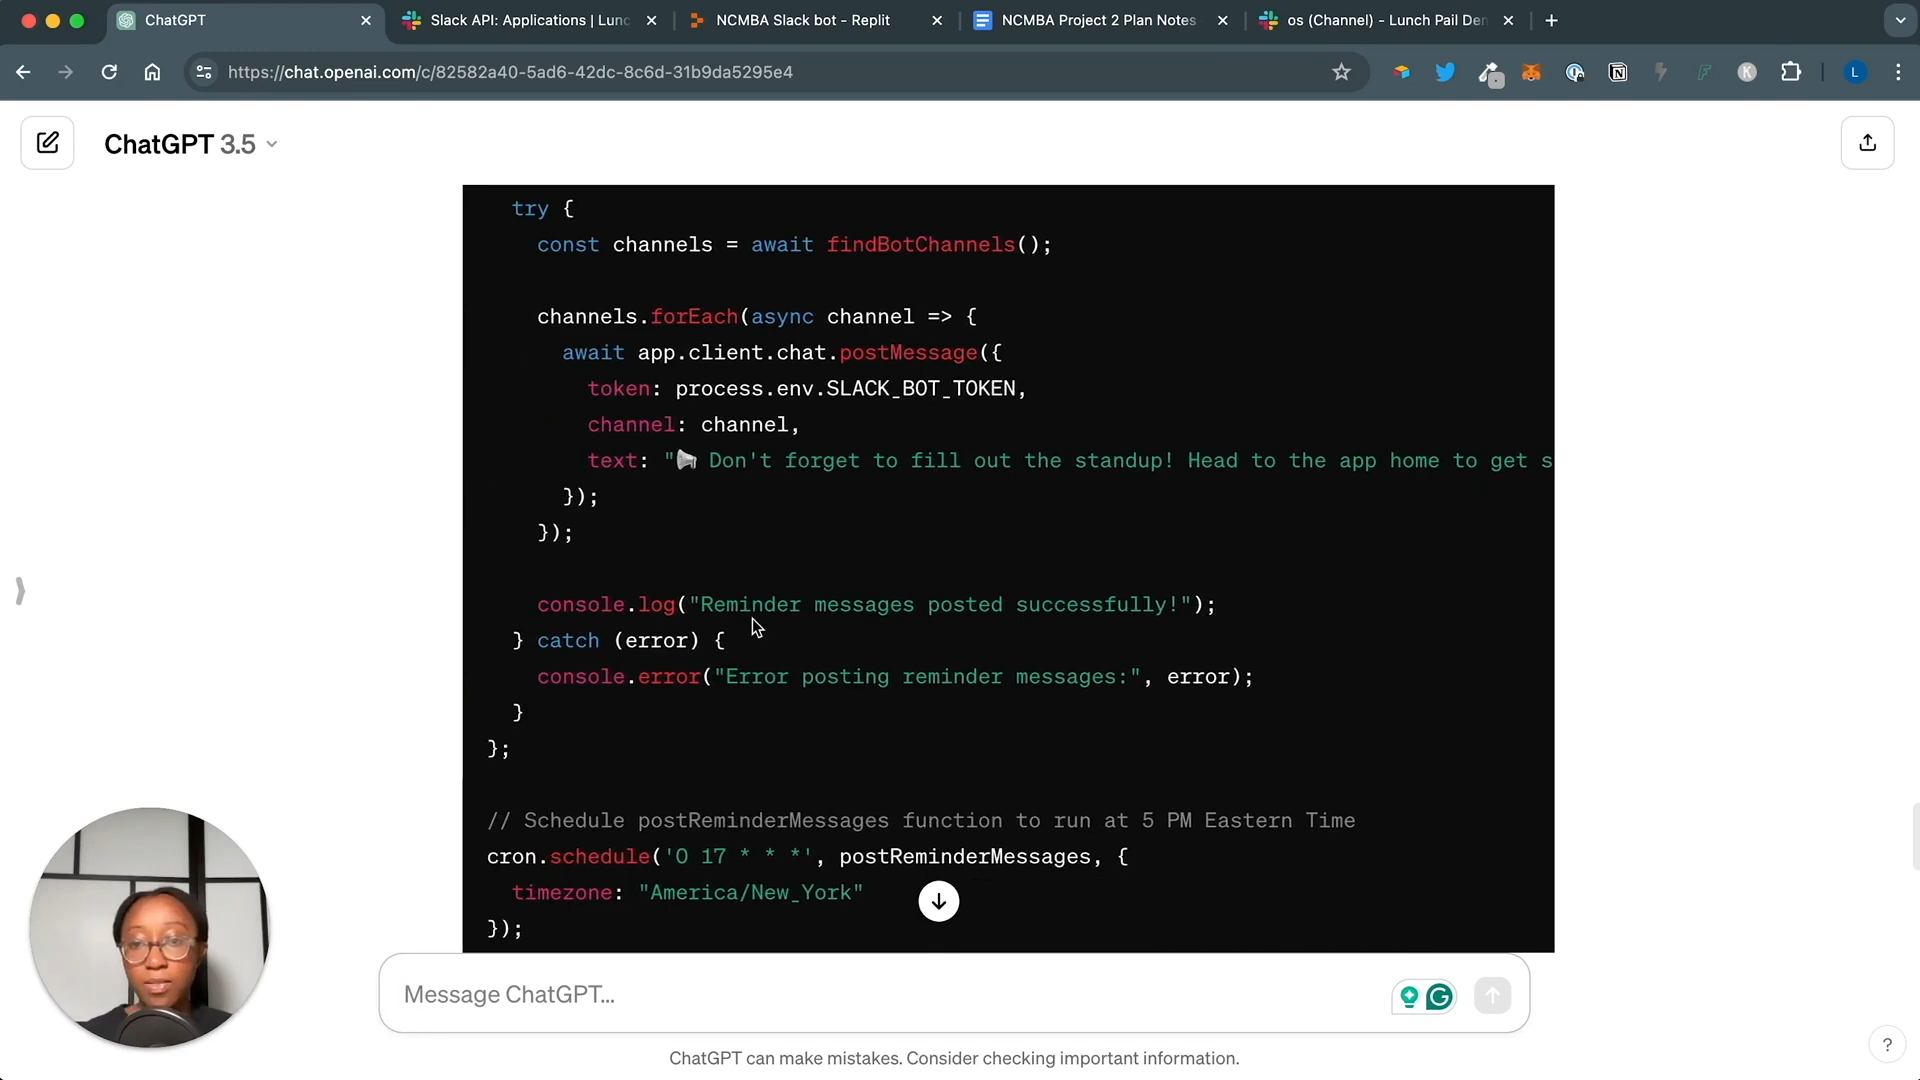 ChatGPT
Slack API: Applications | Lunc
NCMBA Slack bot - Replit
NCMBA Project 2 Plan Notes
os (Channel) - Lunch Pail Den
https://chat.openai.com/c/82582a40-5ad6-42dc-8c6d-31b9da5295e4
L
ChatGPT 3.5
try {
const channels = await findBotChannels();
channels.forEach(async channel => {
await app.client.chat.postMessage({
token: process.env.SLACK_BOT_TOKEN,
channel: channel,
text: "📢 Don't forget to fill out the standup! Head to the app home to get s
});
});
console.log("Reminder messages posted successfully!");
} catch (error) {
console.error("Error posting reminder messages:", error);
}
};
// Schedule postReminderMessages function to run at 5 PM Eastern Time
cron.schedule('0 17 * * *', postReminderMessages, {
timezone: "America/New_York"
});
Message ChatGPT...
ChatGPT can make mistakes. Consider checking important information.
?